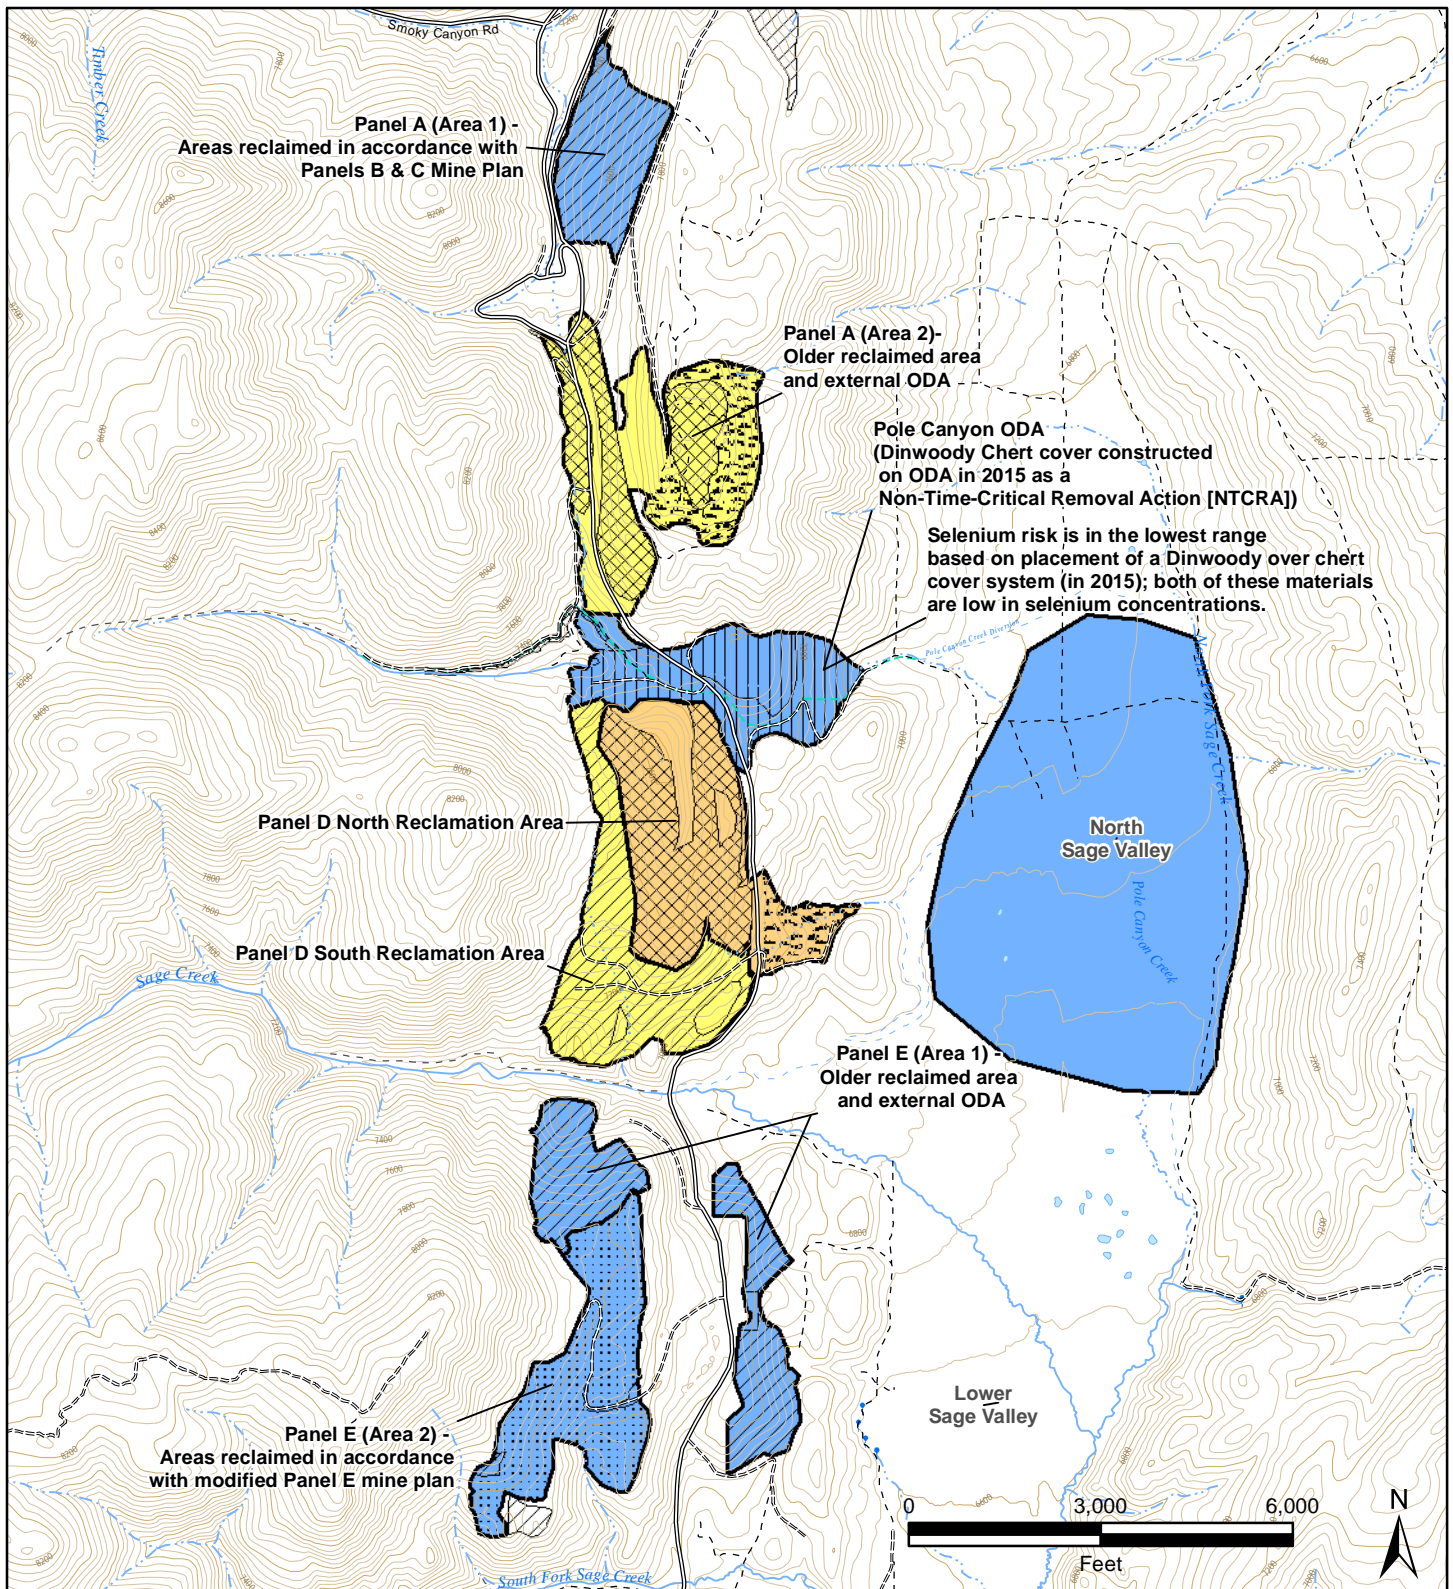 Smoky Canyon Rd
Timber Creek
Panel A (Area 1) -
Areas reclaimed in accordance with
Panels B & C Mine Plan
Panel A (Area 2)-
Older reclaimed area
and external ODA
Pole Canyon ODA
(Dinwoody Chert cover constructed
on ODA in 2015 as a
Non-Time-Critical Removal Action [NTCRA])
Selenium risk is in the lowest range
based on placement of a Dinwoody over chert
cover system (in 2015); both of these materials
are low in selenium concentrations.
Pole Canyon Creek Diversion
North Fork Sage Creek
North
Sage Valley
Pole Canyon Creek
Panel D North Reclamation Area
Panel D South Reclamation Area
Sage Creek
Panel E (Area 1) -
Older reclaimed area
and external ODA
Panel E (Area 2) -
Areas reclaimed in accordance
with modified Panel E mine plan
Lower
Sage Valley
South Fork Sage Creek
0 3,000 6,000
Feet
N